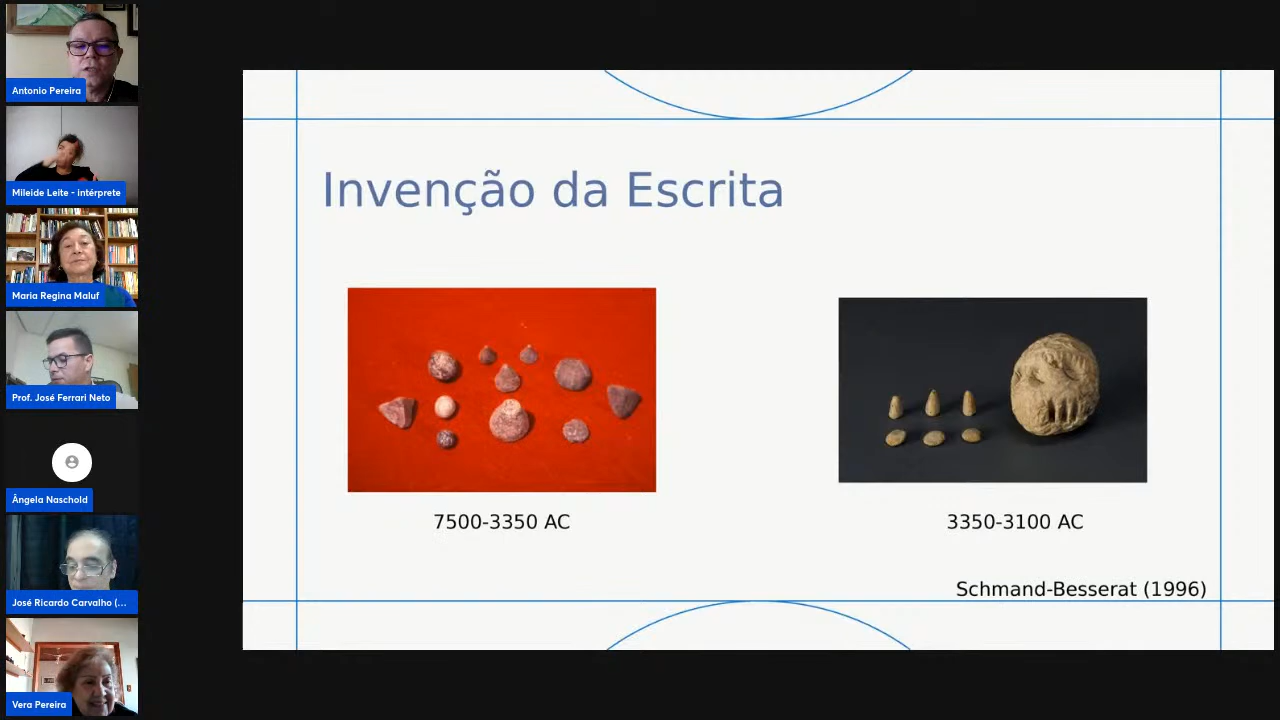 Antonio Pereira
Mileide Leite - intérprete
Maria Regina Maluf
Prof. José Ferrari Neto
Ângela Naschold
José Ricardo Carvalho (...
Vera Pereira
Invenção da Escrita
7500-3350 AC
3350-3100 AC
Schmand-Besserat (1996)